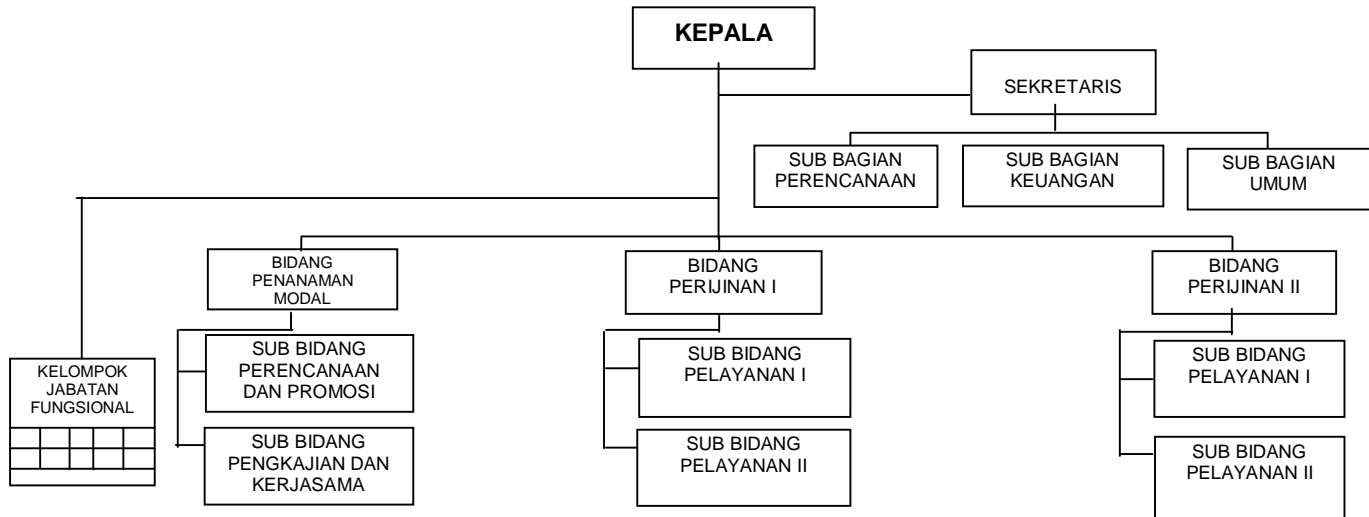 KEPALA
SEKRETARIS
SUB BAGIAN
PERENCANAAN
SUB BAGIAN
KEUANGAN
SUB BAGIAN
UMUM
BIDANG
PENANAMAN
MODAL
BIDANG
PERIJINAN I
BIDANG
PERIJINAN II
KELOMPOK
JABATAN
FUNGSIONAL
SUB BIDANG
PERENCANAAN
DAN PROMOSI
SUB BIDANG
PELAYANAN I
SUB BIDANG
PELAYANAN I
SUB BIDANG
PENGKAJIAN DAN
KERJASAMA
SUB BIDANG
PELAYANAN II
SUB BIDANG
PELAYANAN II